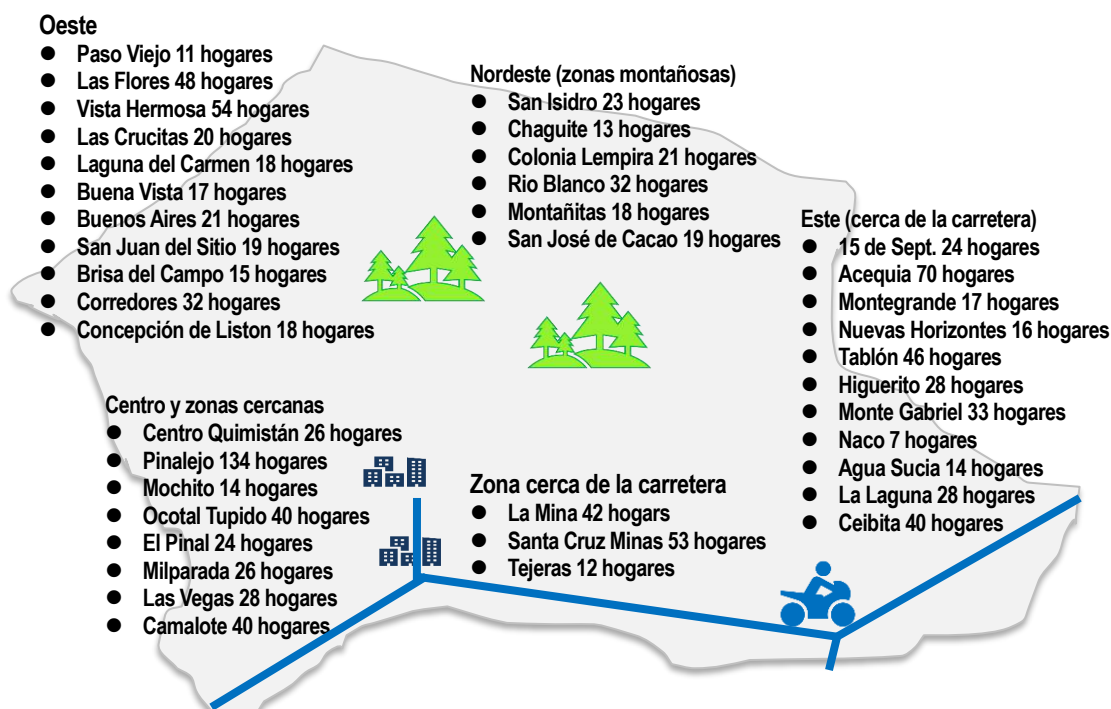 Oeste
● Paso Viejo 11 hogares
● Las Flores 48 hogares
● Vista Hermosa 54 hogares
● Las Crucitas 20 hogares
● Laguna del Carmen 18 hogares
● Buena Vista 17 hogares
● Buenos Aires 21 hogares
● San Juan del Sitio 19 hogares
● Brisa del Campo 15 hogares
● Corredores 32 hogares
● Concepción de Liston 18 hogares
Nordeste (zonas montañosas)
● San Isidro 23 hogares
● Chaguite 13 hogares
● Colonia Lempira 21 hogares
● Rio Blanco 32 hogares
● Montañitas 18 hogares
● San José de Cacao 19 hogares
Este (cerca de la carretera)
● 15 de Sept. 24 hogares
● Acequia 70 hogares
● Montegrande 17 hogares
● Nuevas Horizontes 16 hogares
● Tablón 46 hogares
● Higuerito 28 hogares
● Monte Gabriel 33 hogares
● Naco 7 hogares
● Agua Sucia 14 hogares
● La Laguna 28 hogares
● Ceibita 40 hogares
Centro y zonas cercanas
● Centro Quimistán 26 hogares
● Pinalejo 134 hogares
● Mochito 14 hogares
● Ocotal Tupido 40 hogares
● El Pinal 24 hogares
● Milparada 26 hogares
● Las Vegas 28 hogares
● Camalote 40 hogares
Zona cerca de la carretera
● La Mina 42 hogars
● Santa Cruz Minas 53 hogares
● Tejeras 12 hogares